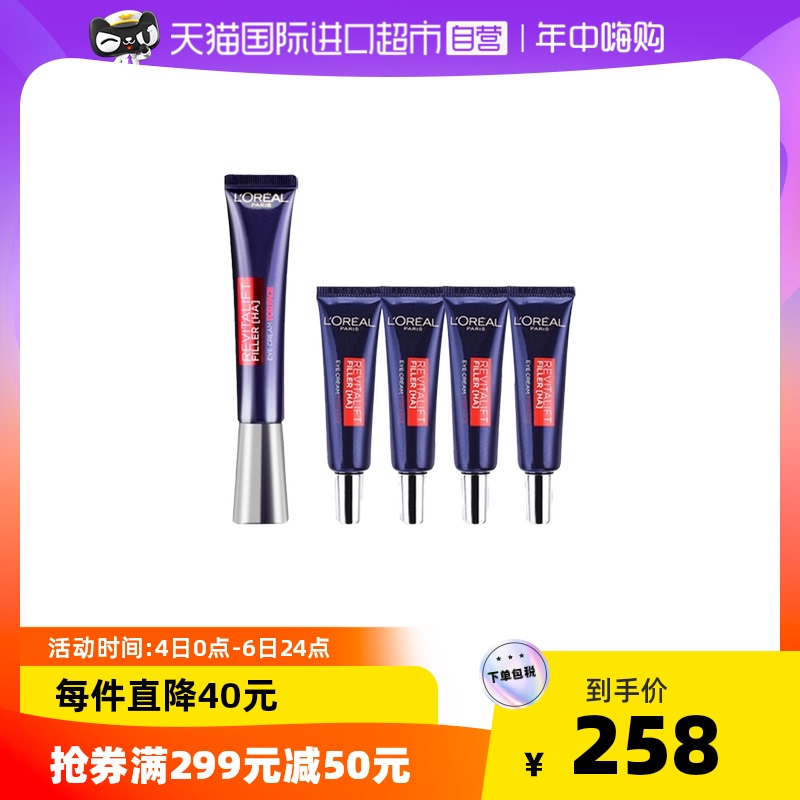 天猫国际进口超市自营 | 年中嗨购
L'ORÉAL
PARIS
REVITALIFT
FILLER [HA]
EYE CREAM FOR FACE
L'ORÉAL
PARIS
REVITALIFT
FILLER [HA]
EYE CREAM
L'ORÉAL
PARIS
REVITALIFT
FILLER [HA]
EYE CREAM
L'ORÉAL
PARIS
REVITALIFT
FILLER [HA]
EYE CREAM
L'ORÉAL
PARIS
REVITALIFT
FILLER [HA]
EYE CREAM
活动时间:4日0点-6日24点
每件直降40元
抢券满299元减50元
下单包税
到手价
¥ 258